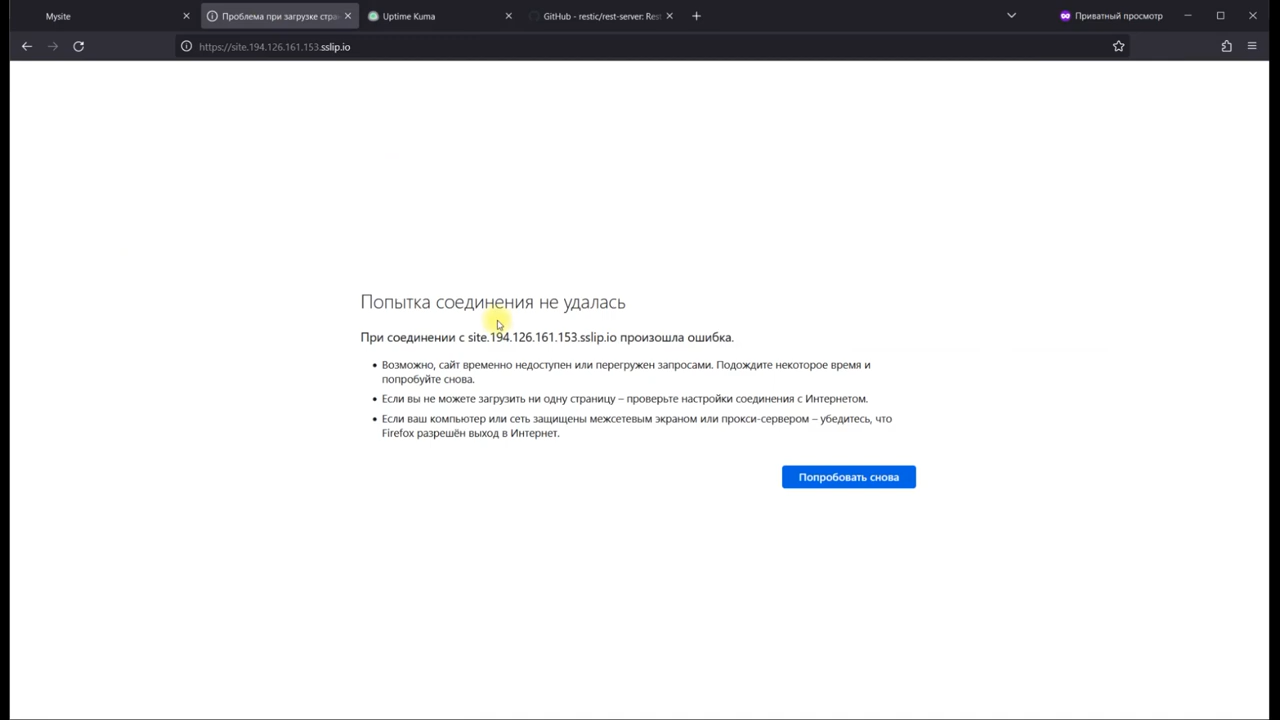 Mysite
Проблема при загрузке стра
Uptime Kuma
GitHub - restic/rest-server: Rest
Приватный просмотр
https://site.194.126.161.153.sslip.io
Попытка соединения не удалась
При соединении с site.194.126.161.153.sslip.io произошла ошибка.
Возможно, сайт временно недоступен или перегружен запросами. Подождите некоторое время и
попробуйте снова.
Если вы не можете загрузить ни одну страницу – проверьте настройки соединения с Интернетом.
Если ваш компьютер или сеть защищены межсетевым экраном или прокси-сервером – убедитесь, что
Firefox разрешён выход в Интернет.
Попробовать снова